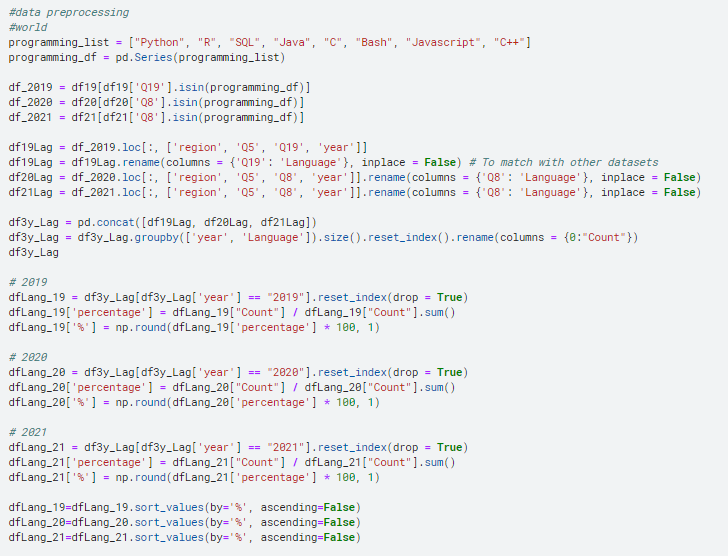 #data preprocessing
#world
programming_list = ["Python", "R", "SQL", "Java", "C", "Bash", "Javascript", "C++"]
programming_df = pd.Series(programming_list)

df_2019 = df19[df19['Q19'].isin(programming_df)]
df_2020 = df20[df20['Q8'].isin(programming_df)]
df_2021 = df21[df21['Q8'].isin(programming_df)]

df19Lag = df_2019.loc[:, ['region', 'Q5', 'Q19', 'year']]
df19Lag = df19Lag.rename(columns = {'Q19': 'Language'}, inplace = False) # To match with other datasets
df20Lag = df_2020.loc[:, ['region', 'Q5', 'Q8', 'year']].rename(columns = {'Q8': 'Language'}, inplace = False)
df21Lag = df_2021.loc[:, ['region', 'Q5', 'Q8', 'year']].rename(columns = {'Q8': 'Language'}, inplace = False)

df3y_Lag = pd.concat([df19Lag, df20Lag, df21Lag])
df3y_Lag = df3y_Lag.groupby(['year', 'Language']).size().reset_index().rename(columns = {0:"Count"})
df3y_Lag

# 2019
dfLang_19 = df3y_Lag[df3y_Lag['year'] == "2019"].reset_index(drop = True)
dfLang_19['percentage'] = dfLang_19["Count"] / dfLang_19["Count"].sum()
dfLang_19['%'] = np.round(dfLang_19['percentage'] * 100, 1)

# 2020
dfLang_20 = df3y_Lag[df3y_Lag['year'] == "2020"].reset_index(drop = True)
dfLang_20['percentage'] = dfLang_20["Count"] / dfLang_20["Count"].sum()
dfLang_20['%'] = np.round(dfLang_20['percentage'] * 100, 1)

# 2021
dfLang_21 = df3y_Lag[df3y_Lag['year'] == "2021"].reset_index(drop = True)
dfLang_21['percentage'] = dfLang_21["Count"] / dfLang_21["Count"].sum()
dfLang_21['%'] = np.round(dfLang_21['percentage'] * 100, 1)

dfLang_19=dfLang_19.sort_values(by='%', ascending=False)
dfLang_20=dfLang_20.sort_values(by='%', ascending=False)
dfLang_21=dfLang_21.sort_values(by='%', ascending=False)